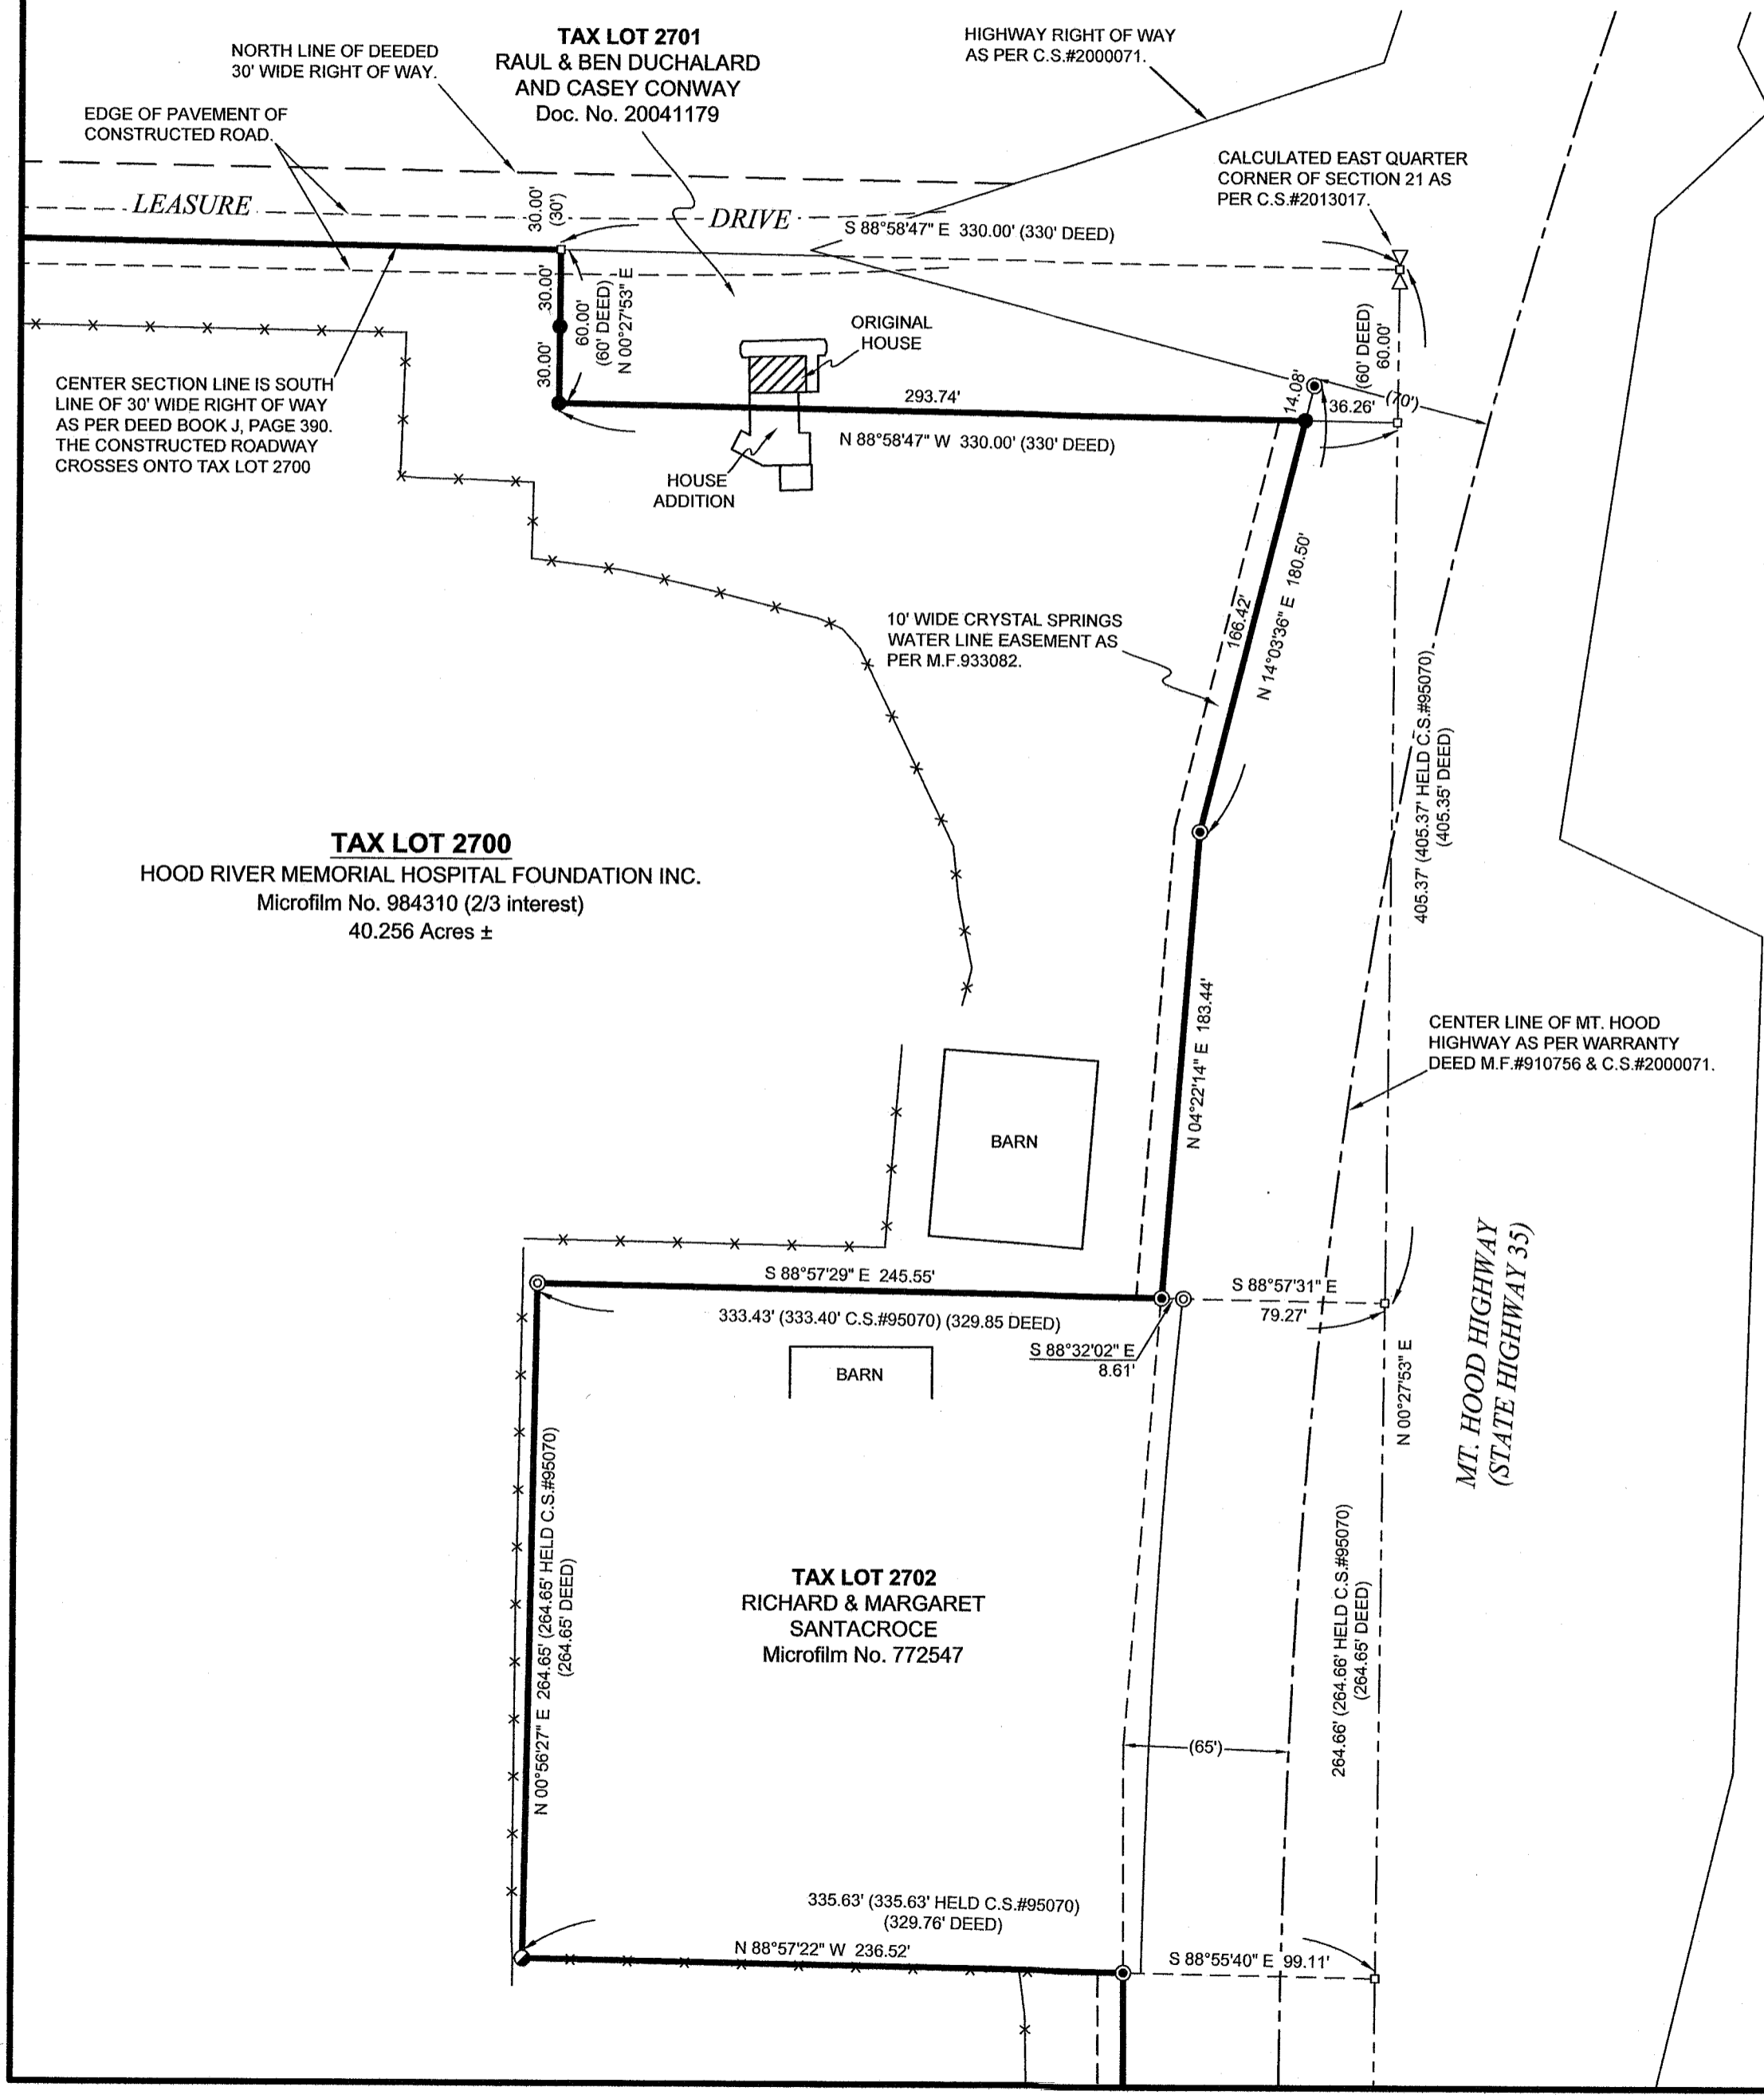 TAX LOT 2701
RAUL & BEN DUCHALARD
AND CASEY CONWAY
Doc. No. 20041179
NORTH LINE OF DEEDED
30' WIDE RIGHT OF WAY.
HIGHWAY RIGHT OF WAY
AS PER C.S.#2000071.
EDGE OF PAVEMENT OF
CONSTRUCTED ROAD.
CALCULATED EAST QUARTER
CORNER OF SECTION 21 AS
PER C.S.#2013017.
LEASURE DRIVE
30.00'
(30')
S 88°58'47" E 330.00' (330' DEED)
30.00'
30.00'
60.00'
(60' DEED)
N 00°27'53" E
ORIGINAL
HOUSE
(60' DEED)
60.00'
CENTER SECTION LINE IS SOUTH
LINE OF 30' WIDE RIGHT OF WAY
AS PER DEED BOOK J, PAGE 390.
THE CONSTRUCTED ROADWAY
CROSSES ONTO TAX LOT 2700
293.74'
14.08'
36.26'
(70')
N 88°58'47" W 330.00' (330' DEED)
HOUSE
ADDITION
10' WIDE CRYSTAL SPRINGS
WATER LINE EASEMENT AS
PER M.F.933082.
166.42'
N 14°03'36" E 180.50'
405.37' (405.37' HELD C.S.#95070)
(405.35' DEED)
TAX LOT 2700
HOOD RIVER MEMORIAL HOSPITAL FOUNDATION INC.
Microfilm No. 984310 (2/3 interest)
40.256 Acres ±
N 04°22'14" E 183.44'
CENTER LINE OF MT. HOOD
HIGHWAY AS PER WARRANTY
DEED M.F.#910756 & C.S.#2000071.
BARN
S 88°57'29" E 245.55'
333.43' (333.40' C.S.#95070) (329.85 DEED)
S 88°57'31" E
79.27'
S 88°32'02" E
8.61'
BARN
N 00°27'53" E
MT. HOOD HIGHWAY
(STATE HIGHWAY 35)
N 00°56'27" E 264.65' (264.65' HELD C.S.#95070)
(264.65' DEED)
TAX LOT 2702
RICHARD & MARGARET
SANTACROCE
Microfilm No. 772547
264.66' (264.66' HELD C.S.#95070)
(264.65' DEED)
(65')
335.63' (335.63' HELD C.S.#95070)
(329.76' DEED)
N 88°57'22" W 236.52'
S 88°55'40" E 99.11'